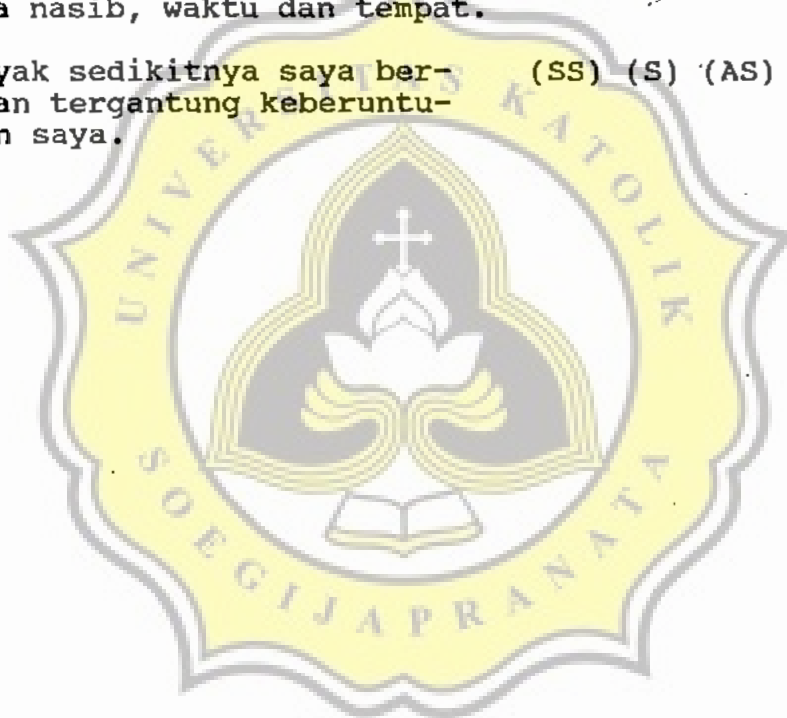 a nasib, waktu dan tempat.
yak sedikitnya saya ber- (SS) (S) (AS)
an tergantung keberuntu-
n saya.
UNIVERSITAS KATOLIK
SOEGIJAPRANATA